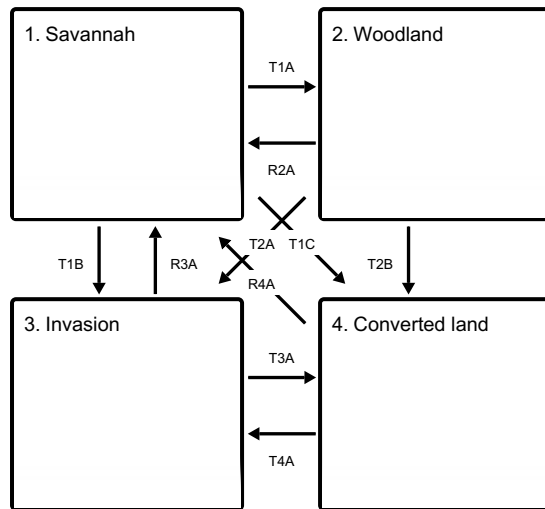 1. Savannah
2. Woodland
T1A
R2A
T1B
R3A
T2A
T1C
T2B
R4A
3. Invasion
4. Converted land
T3A
T4A